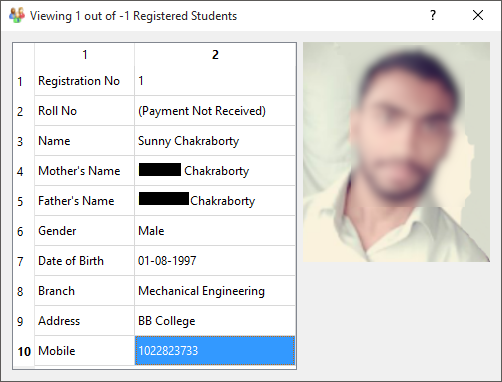 Viewing 1 out of -1 Registered Students
?
1 2
1 Registration No 1
2 Roll No (Payment Not Received)
3 Name Sunny Chakraborty
4 Mother's Name Chakraborty
5 Father's Name Chakraborty
6 Gender Male
7 Date of Birth 01-08-1997
8 Branch Mechanical Engineering
9 Address BB College
10 Mobile 1022823733